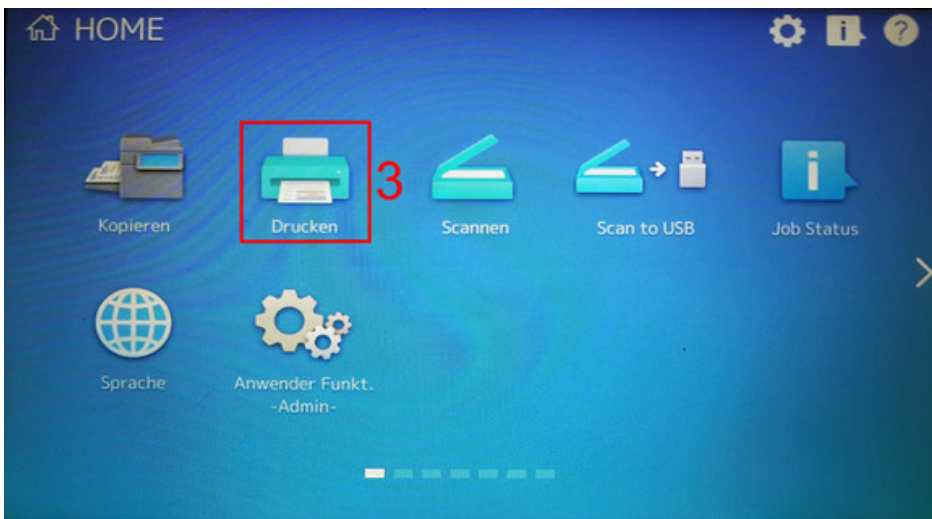 HOME
i
?
3
Kopieren
Drucken
Scannen
Scan to USB
i
Job Status
Sprache
Anwender Funkt.
-Admin-